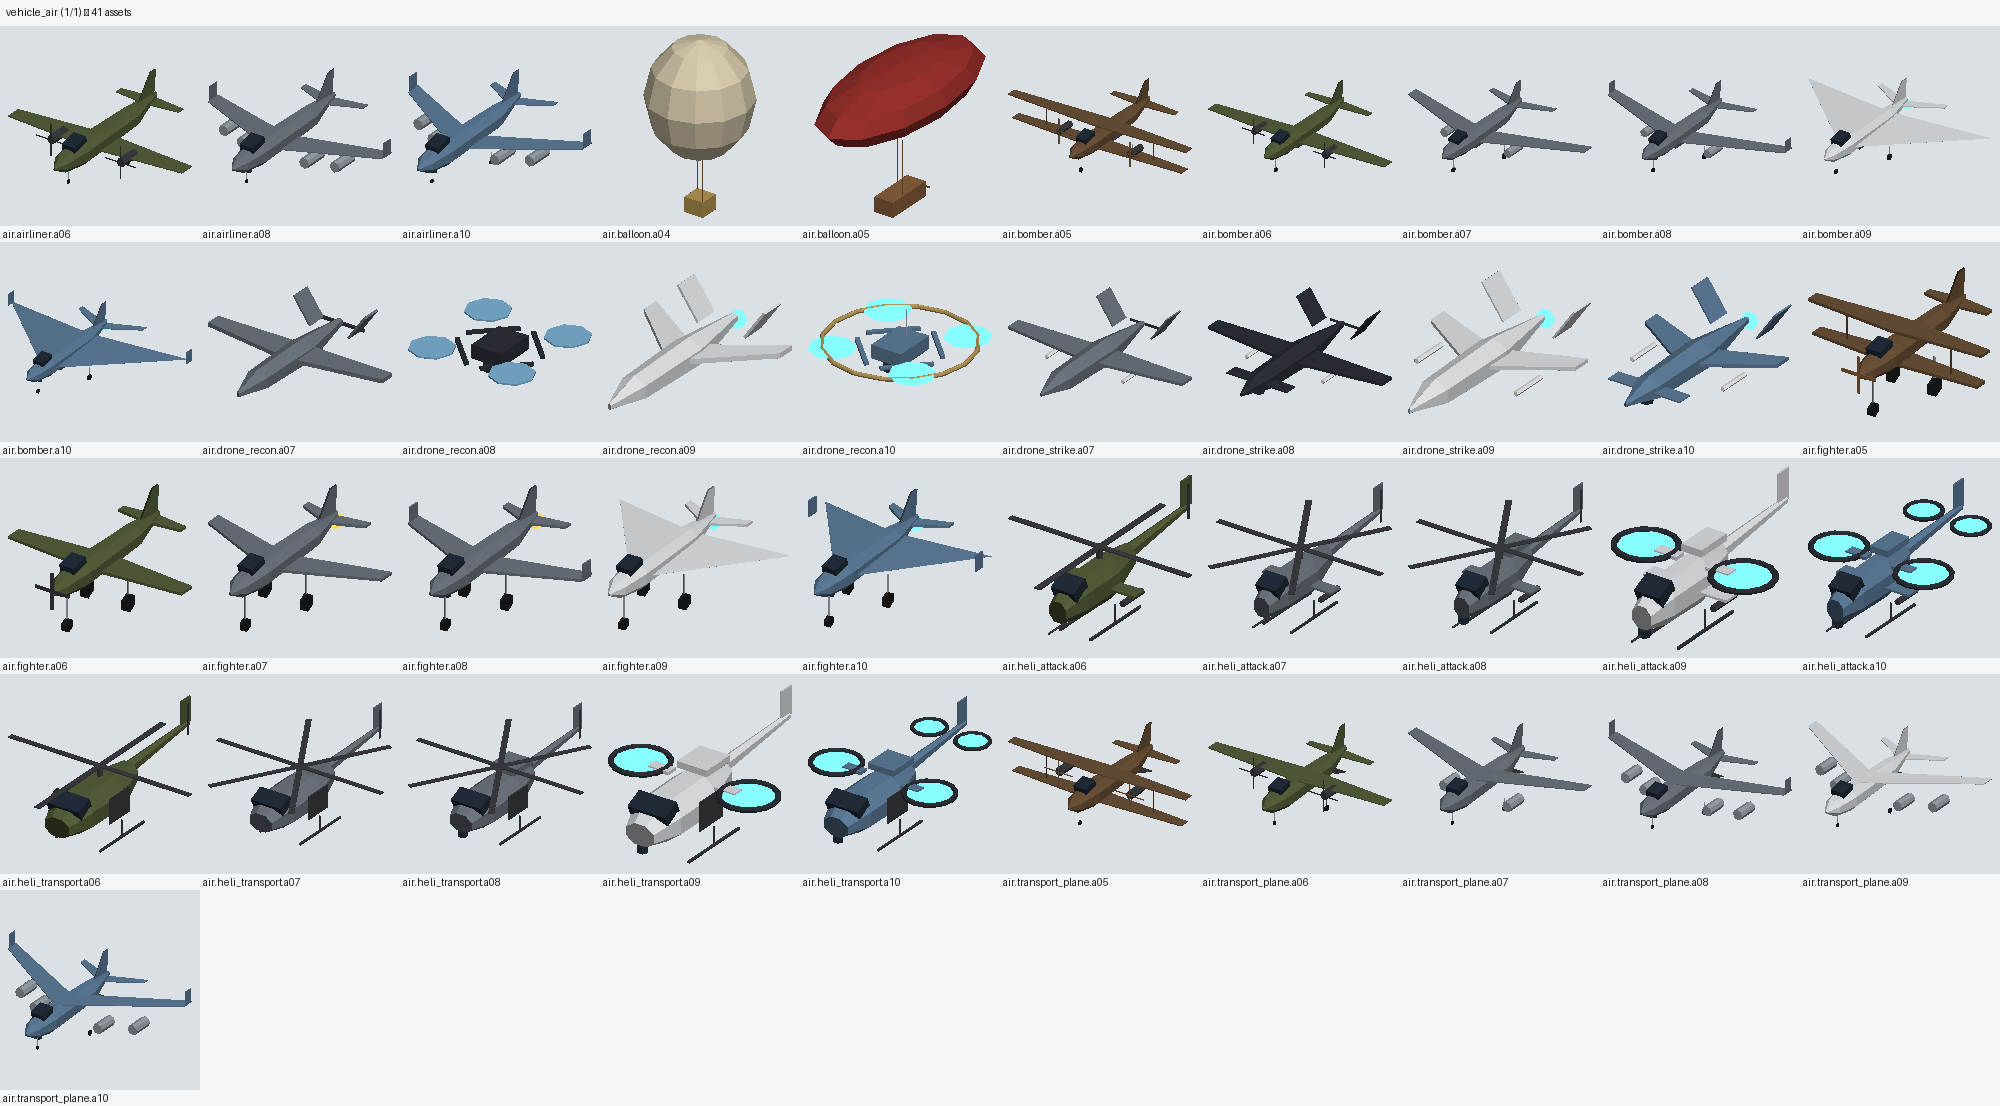 vehicle_air (1/1) ▯ 41 assets
air.airliner.a06
air.airliner.a08
air.airliner.a10
air.balloon.a04
air.balloon.a05
air.bomber.a05
air.bomber.a06
air.bomber.a07
air.bomber.a08
air.bomber.a09
air.bomber.a10
air.drone_recon.a07
air.drone_recon.a08
air.drone_recon.a09
air.drone_recon.a10
air.drone_strike.a07
air.drone_strike.a08
air.drone_strike.a09
air.drone_strike.a10
air.fighter.a05
air.fighter.a06
air.fighter.a07
air.fighter.a08
air.fighter.a09
air.fighter.a10
air.heli_attack.a06
air.heli_attack.a07
air.heli_attack.a08
air.heli_attack.a09
air.heli_attack.a10
air.heli_transport.a06
air.heli_transport.a07
air.heli_transport.a08
air.heli_transport.a09
air.heli_transport.a10
air.transport_plane.a05
air.transport_plane.a06
air.transport_plane.a07
air.transport_plane.a08
air.transport_plane.a09
air.transport_plane.a10